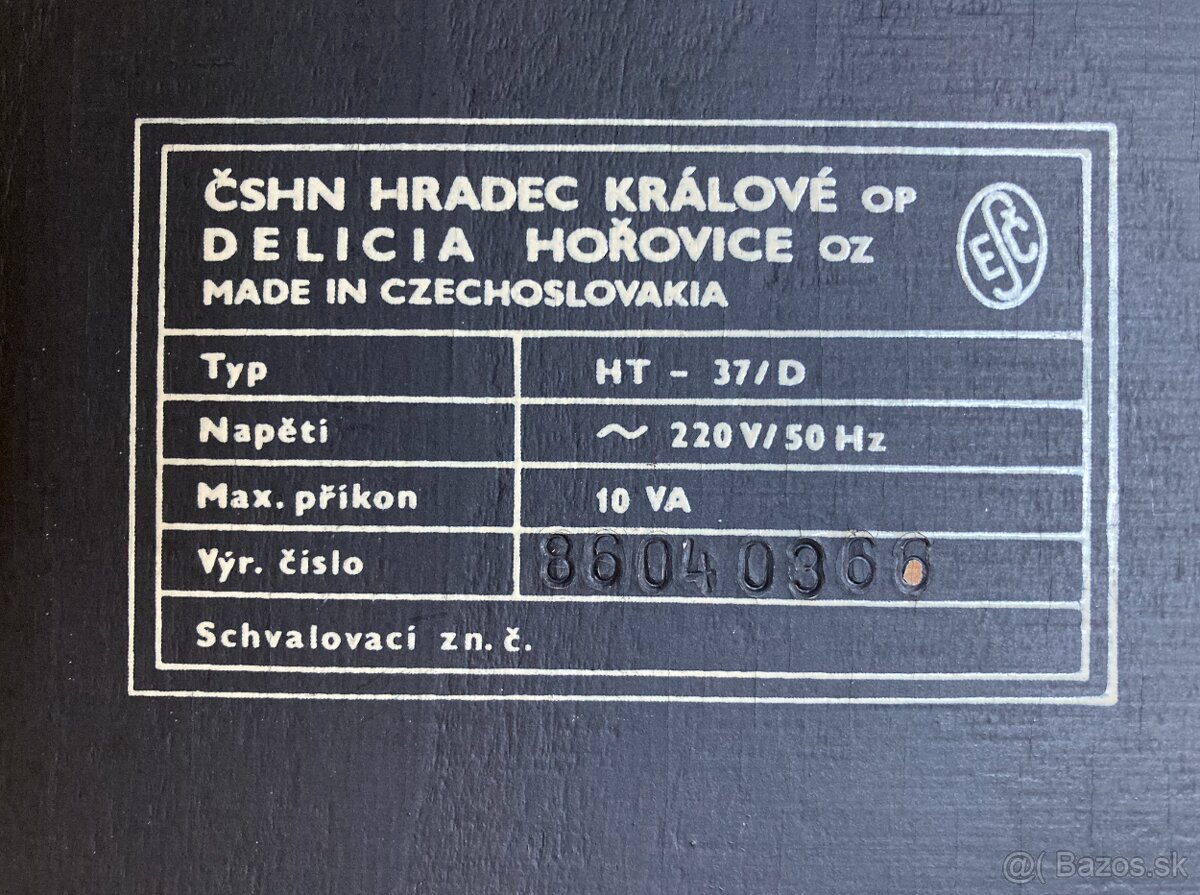 ČSHN HRADEC KRÁLOVÉ OP
DELICIA HOŘOVICE OZ
MADE IN CZECHOSLOVAKIA
ESČ
Typ HT - 37/D
Napětí ~ 220 V/50 Hz
Max. příkon 10 VA
Výr. číslo 86040366
Schvalovací zn. č.
@( Bazos.sk